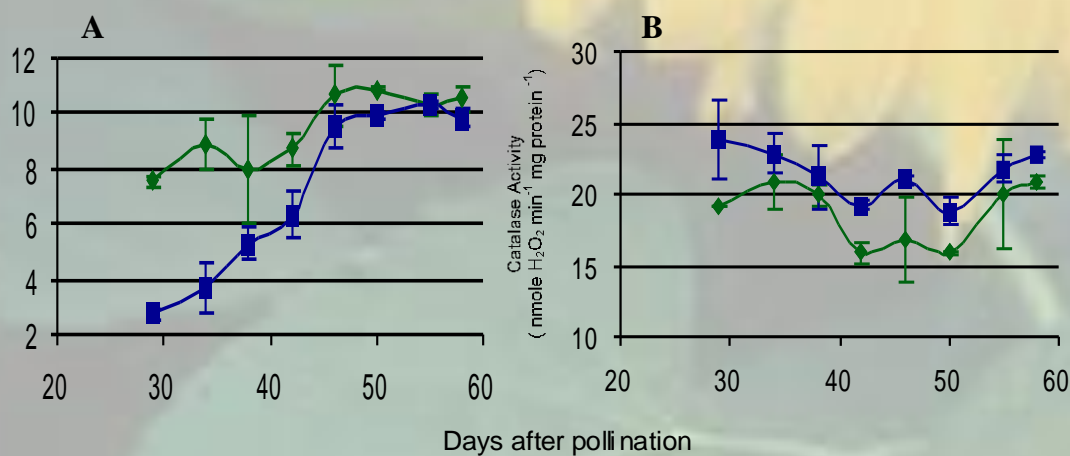 A
12
10
8
6
4
2
20 30 40 50 60
B
Catalase Activity
( nmole H₂O₂ min⁻¹ mg protein⁻¹ )
30
25
20
15
10
20 30 40 50 60
Days after pollination